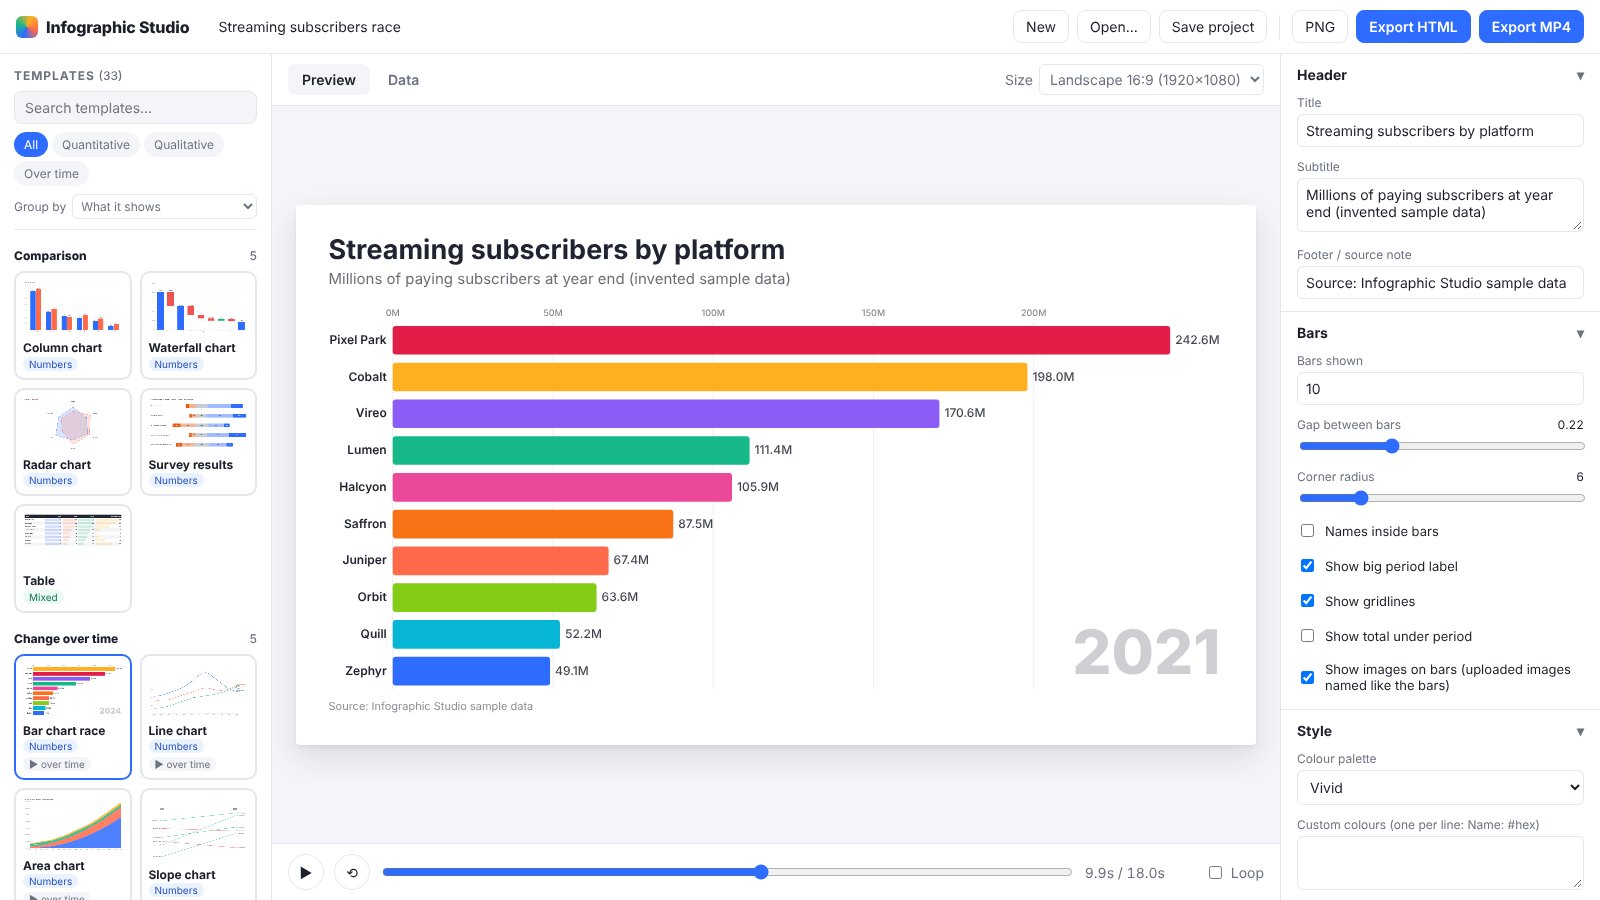 Infographic Studio
Streaming subscribers race
New
Open...
Save project
PNG
Export HTML
Export MP4
TEMPLATES (33)
Search templates...
All
Quantitative
Qualitative
Over time
Group by
What it shows
Comparison
5
Column chart
Numbers
Waterfall chart
Numbers
Radar chart
Numbers
Survey results
Numbers
Table
Mixed
Change over time
5
2024
Bar chart race
Numbers
▶ over time
Line chart
Numbers
▶ over time
Area chart
Numbers
▶ over time
Slope chart
Numbers
Preview
Data
Size
Landscape 16:9 (1920×1080)
Streaming subscribers by platform
Millions of paying subscribers at year end (invented sample data)
0M
50M
100M
150M
200M
Pixel Park
242.6M
Cobalt
198.0M
Vireo
170.6M
Lumen
111.4M
Halcyon
105.9M
Saffron
87.5M
Juniper
67.4M
Orbit
63.6M
Quill
52.2M
Zephyr
49.1M
2021
Source: Infographic Studio sample data
9.9s / 18.0s
Loop
Header
Title
Streaming subscribers by platform
Subtitle
Millions of paying subscribers at year
end (invented sample data)
Footer / source note
Source: Infographic Studio sample data
Bars
Bars shown
10
Gap between bars
0.22
Corner radius
6
Names inside bars
Show big period label
Show gridlines
Show total under period
Show images on bars (uploaded images
named like the bars)
Style
Colour palette
Vivid
Custom colours (one per line: Name: #hex)